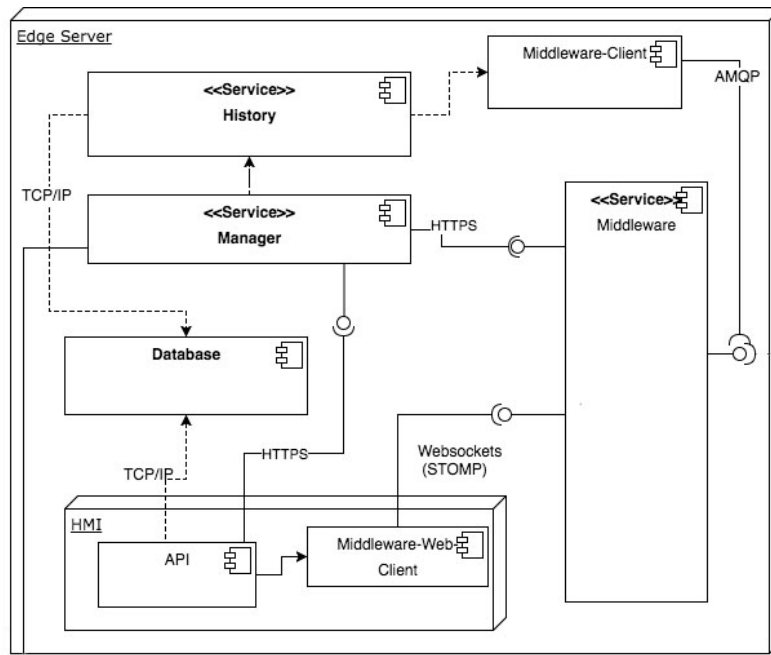 Edge Server
Middleware-Client
AMQP
<<Service>>
History
TCP/IP
<<Service>>
Manager
HTTPS
<<Service>>
Middleware
Database
Websockets
(STOMP)
HTTPS
TCP/IP
HMI
API
Middleware-Web-
Client